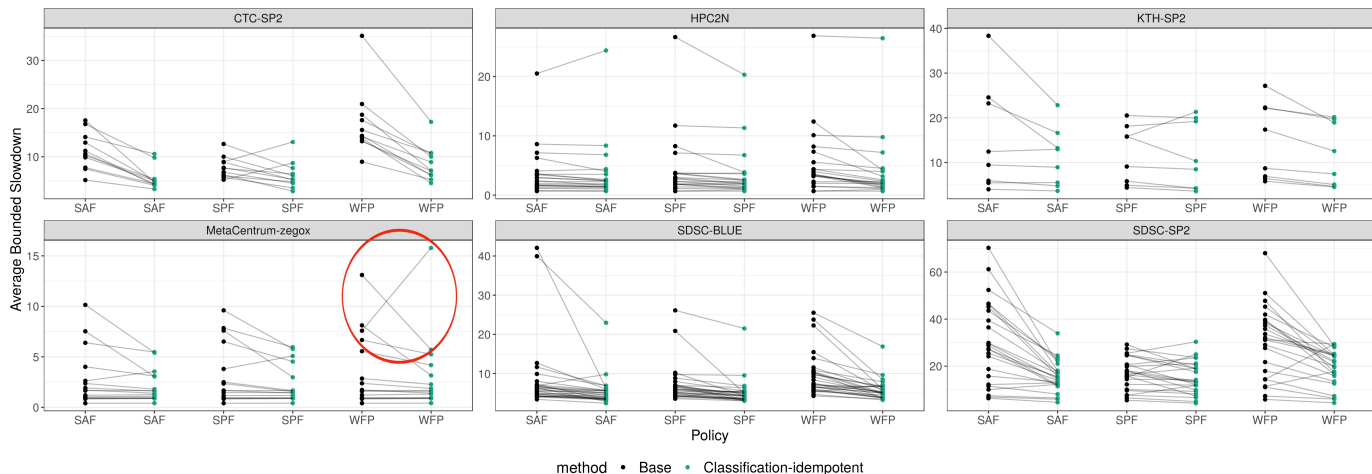 CTC-SP2
HPC2N
KTH-SP2
Average Bounded Slowdown
30
20
10
SAF SAF SPF SPF WFP WFP
20
10
0
SAF SAF SPF SPF WFP WFP
40
30
20
10
SAF SAF SPF SPF WFP WFP
MetaCentrum-zegox
SDSC-BLUE
SDSC-SP2
15
10
5
0
SAF SAF SPF SPF WFP WFP
40
30
20
10
SAF SAF SPF SPF WFP WFP
60
40
20
SAF SAF SPF SPF WFP WFP
Policy
method Base Classification-idempotent